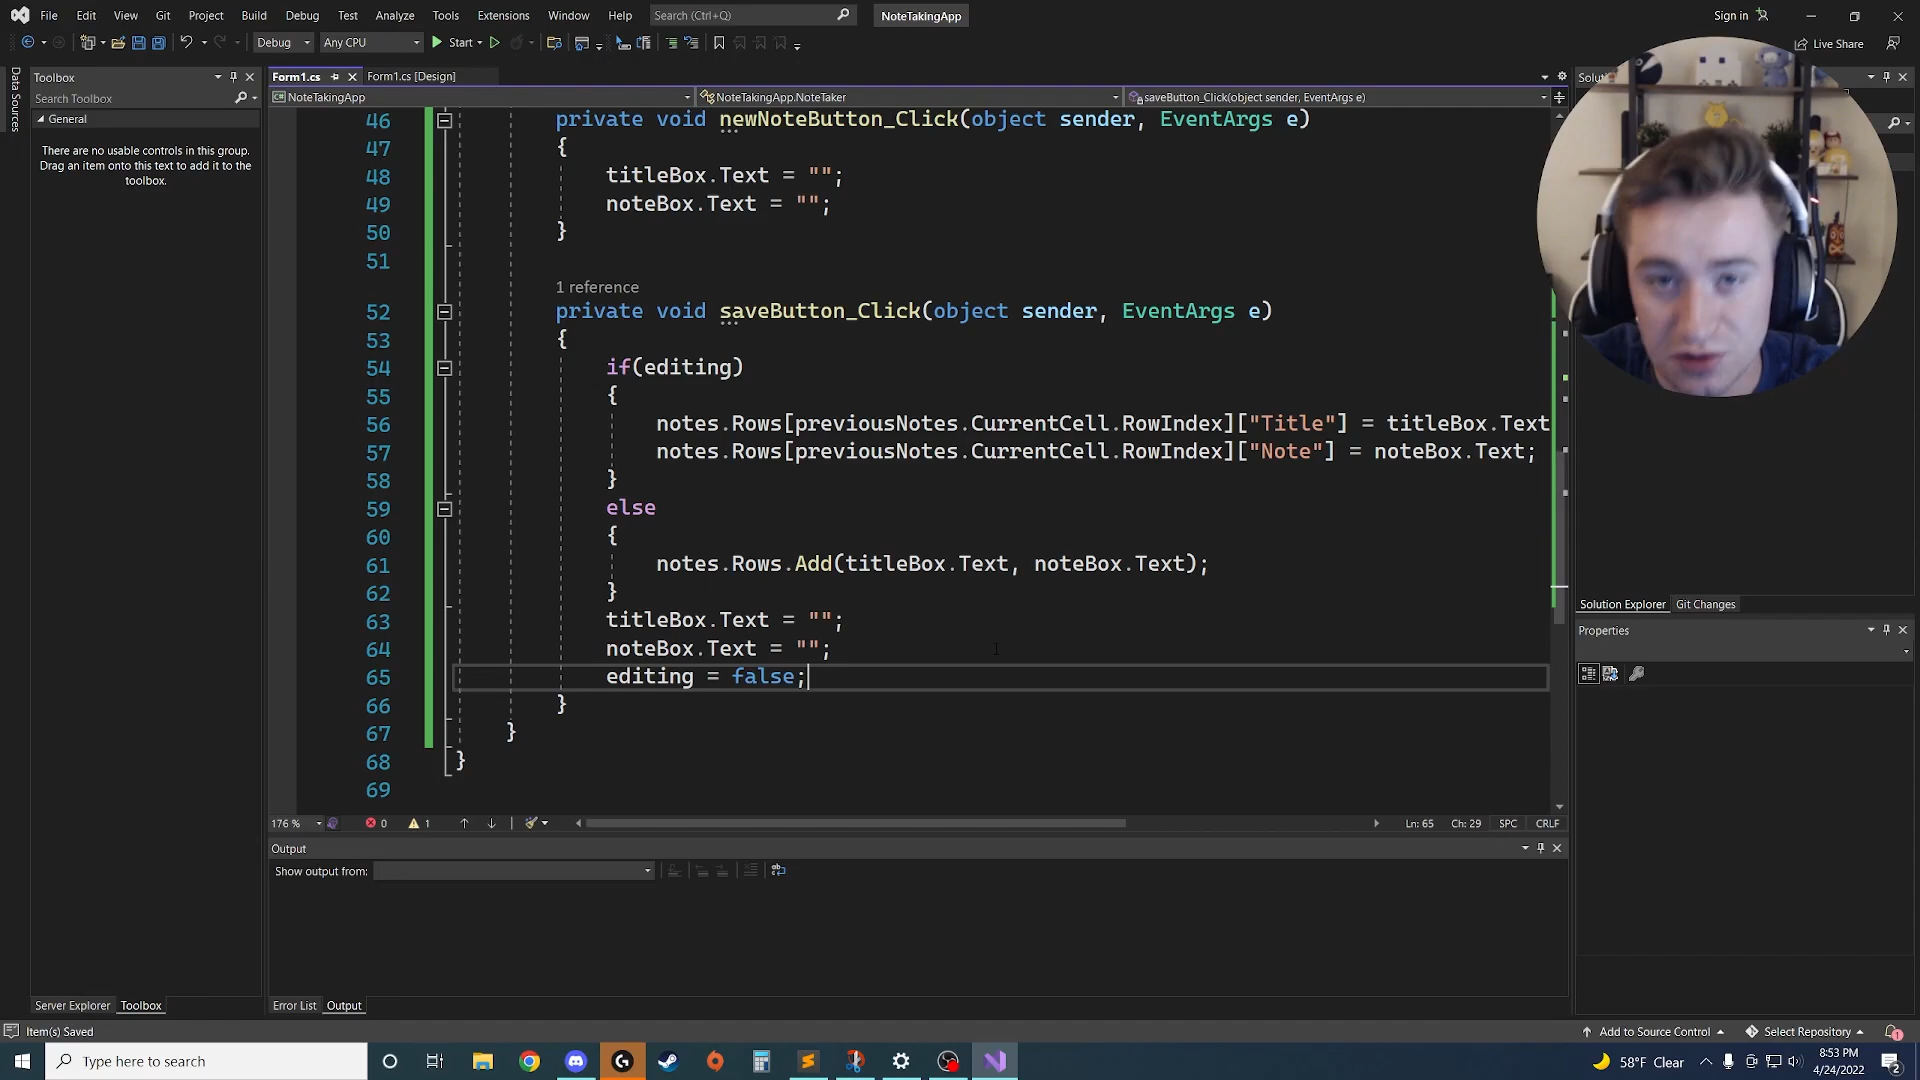 File Edit View Git Project Build Debug Test Analyze Tools Extensions Window Help Search (Ctrl+Q) NoteTakingApp Sign in
Debug Any CPU Start Live Share
Data Sources
Toolbox
Search Toolbox
General
There are no usable controls in this group.
Drag an item onto this text to add it to the
toolbox.
Server Explorer Toolbox
Form1.cs Form1.cs [Design]
NoteTakingApp NoteTakingApp.NoteTaker saveButton_Click(object sender, EventArgs e)
46 private void newNoteButton_Click(object sender, EventArgs e)
47 {
48 titleBox.Text = "";
49 noteBox.Text = "";
50 }
51
1 reference
52 private void saveButton_Click(object sender, EventArgs e)
53 {
54 if(editing)
55 {
56 notes.Rows[previousNotes.CurrentCell.RowIndex]["Title"] = titleBox.Text
57 notes.Rows[previousNotes.CurrentCell.RowIndex]["Note"] = noteBox.Text;
58 }
59 else
60 {
61 notes.Rows.Add(titleBox.Text, noteBox.Text);
62 }
63 titleBox.Text = "";
64 noteBox.Text = "";
65 editing = false;
66 }
67 }
68 }
69
176 % 0 1 Ln: 65 Ch: 29 SPC CRLF
Output
Show output from:
Error List Output
Solution Explorer Git Changes
Properties
Item(s) Saved Add to Source Control Select Repository 1
Type here to search 58°F Clear 8:53 PM
4/24/2022 2